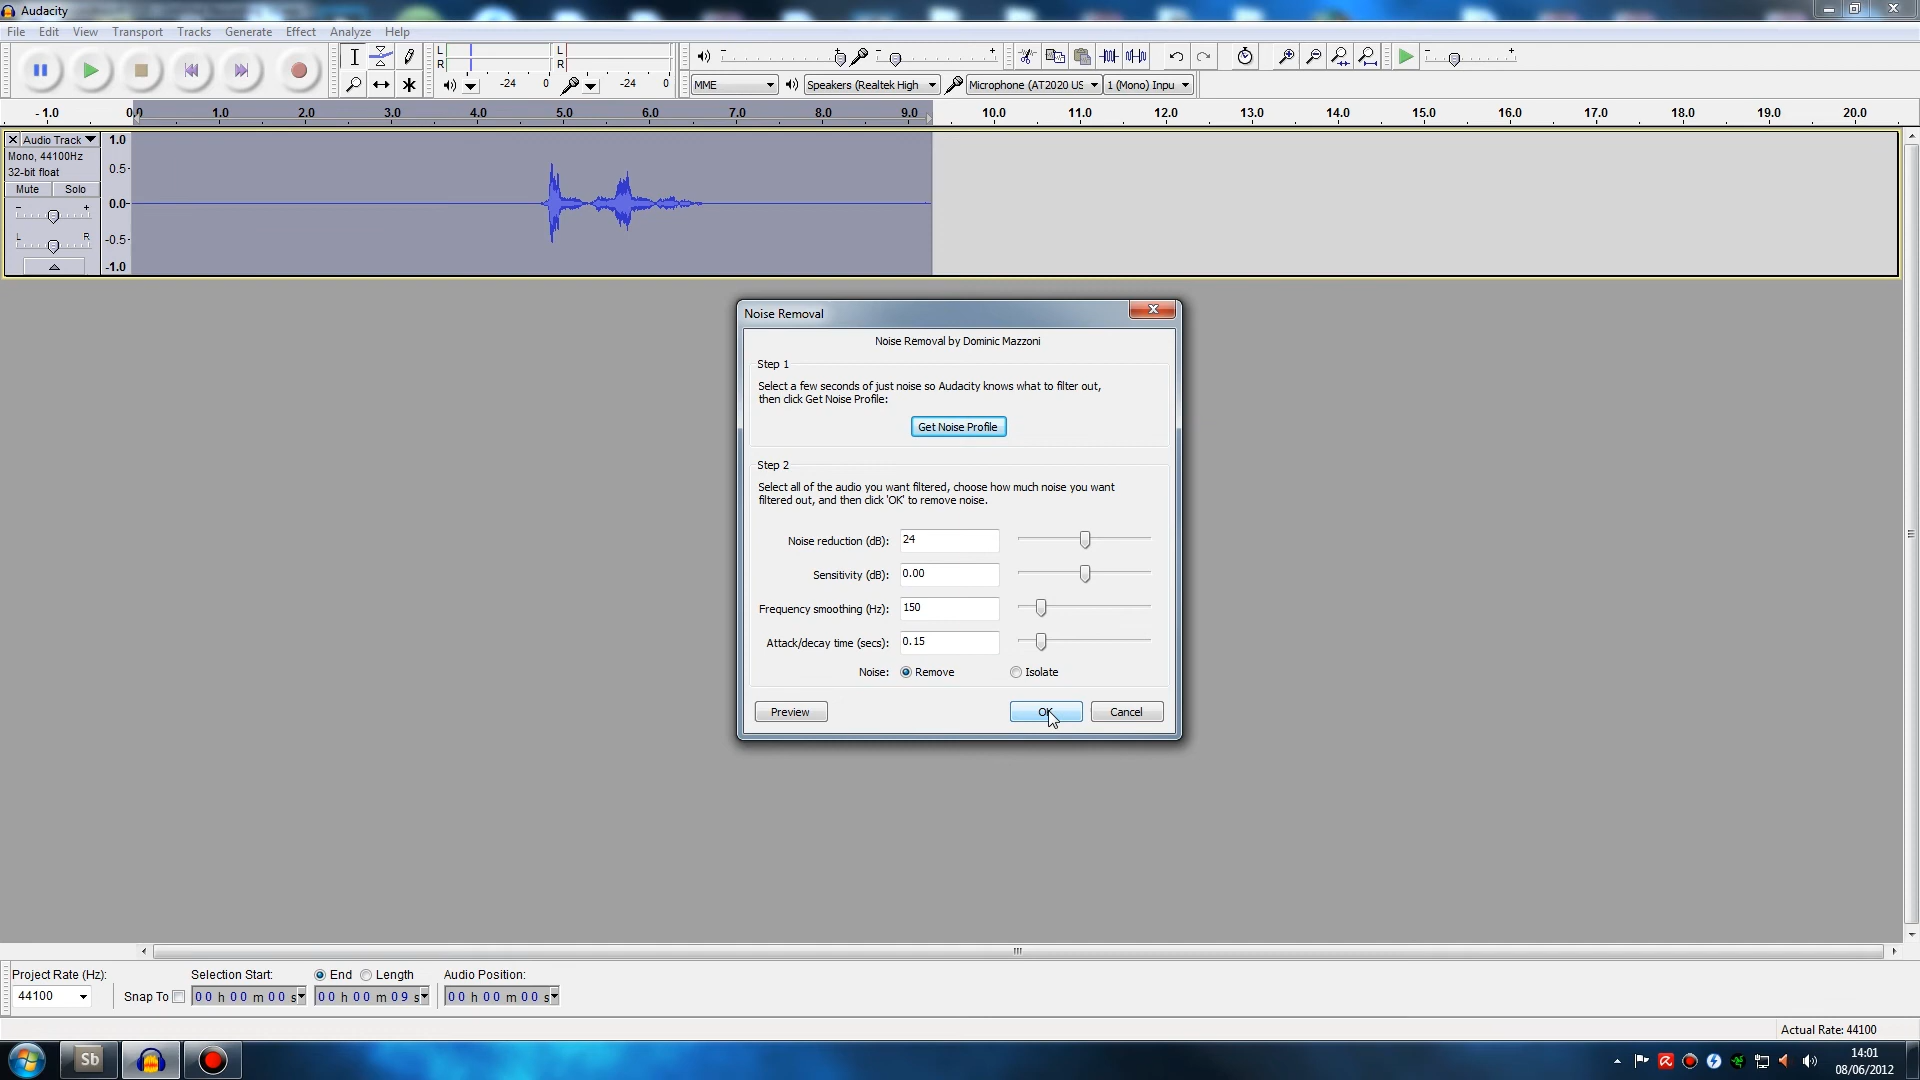 Audacity
File Edit View Transport Tracks Generate Effect Analyze Help
L
R
-24 0
L
R
-24 0
MME
Speakers (Realtek High
Microphone (AT2020 US
1 (Mono) Inpu
- 1.0 0.0 1.0 2.0 3.0 4.0 5.0 6.0 7.0 8.0 9.0 10.0 11.0 12.0 13.0 14.0 15.0 16.0 17.0 18.0 19.0 20.0
Audio Track
Mono, 44100Hz
32-bit float
Mute Solo
- +
L R
1.0
0.5
0.0
-0.5
-1.0
Noise Removal
Noise Removal by Dominic Mazzoni
Step 1
Select a few seconds of just noise so Audacity knows what to filter out,
then click Get Noise Profile:
Get Noise Profile
Step 2
Select all of the audio you want filtered, choose how much noise you want
filtered out, and then click 'OK' to remove noise.
Noise reduction (dB): 24
Sensitivity (dB): 0.00
Frequency smoothing (Hz): 150
Attack/decay time (secs): 0.15
Noise: Remove Isolate
Preview OK Cancel
Project Rate (Hz): Selection Start: End Length Audio Position:
44100 Snap To 00 h 00 m 00 s 00 h 00 m 09 s 00 h 00 m 00 s
Actual Rate: 44100
Sb
14:01
08/06/2012